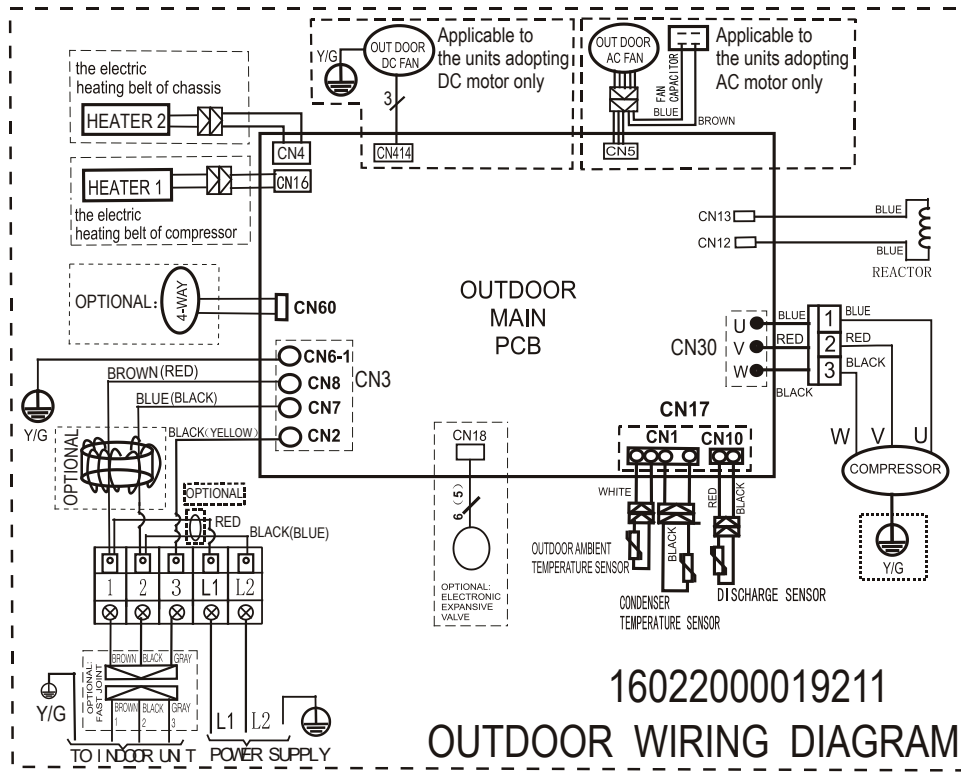 the electric
heating belt of chassis
HEATER 2
CN4
HEATER 1
CN16
the electric
heating belt of compressor
Y/G
OUT DOOR
DC FAN
Applicable to
the units adopting
DC motor only
3
CN414
OUT DOOR
AC FAN
FAN
CAPACITOR
BLUE
BROWN
Applicable to
the units adopting
AC motor only
CN5
CN13
BLUE
CN12
BLUE
REACTOR
OPTIONAL:
4-WAY
CN60
OUTDOOR
MAIN
PCB
CN30
U
V
W
BLUE
RED
BLACK
1
2
3
BLUE
RED
BLACK
W V U
COMPRESSOR
Y/G
CN6-1
CN8
CN7
CN2
CN3
Y/G
BROWN(RED)
BLUE(BLACK)
BLACK(YELLOW)
OPTIONAL
OPTIONAL
RED
BLACK(BLUE)
1 2 3 L1 L2
CN18
6 (5)
OPTIONAL:
ELECTRONIC
EXPANSIVE
VALVE
CN17
CN1
CN10
WHITE
BLACK
RED
BLACK
OUTDOOR AMBIENT
TEMPERATURE SENSOR
CONDENSER
TEMPERATURE SENSOR
DISCHARGE SENSOR
OPTIONAL:
FAST JOINT
BROWN BLACK GRAY
BROWN BLACK GRAY
1 2 3
Y/G
L1 L2
TO INDOOR UNIT
POWER SUPPLY
16022000019211
OUTDOOR WIRING DIAGRAM